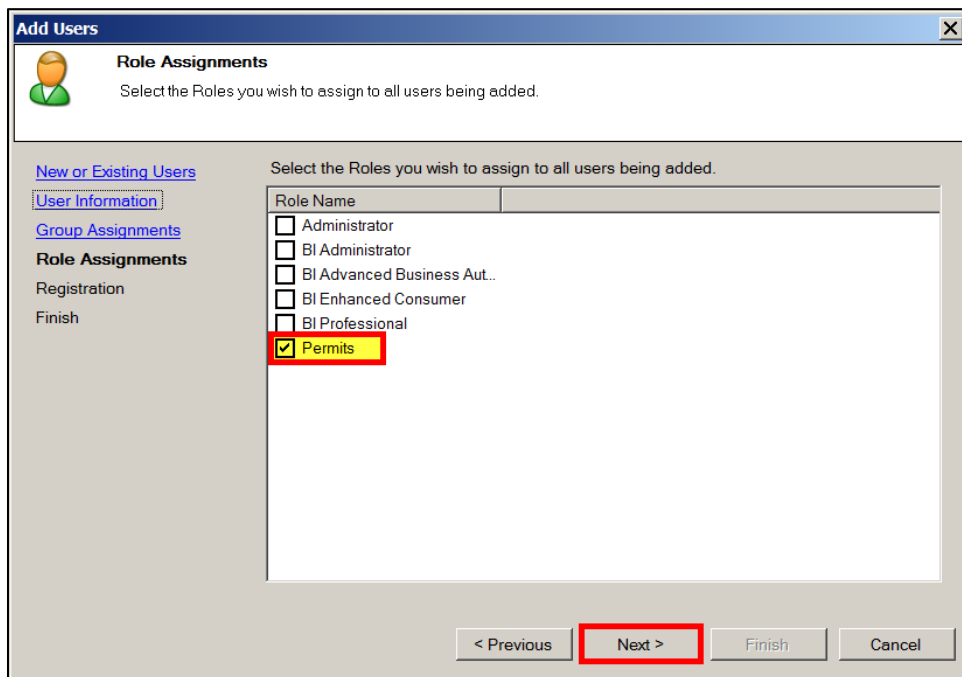 Add Users
Role Assignments
Select the Roles you wish to assign to all users being added.
New or Existing Users
User Information
Group Assignments
Role Assignments
Registration
Finish
Select the Roles you wish to assign to all users being added.
Role Name
Administrator
BI Administrator
BI Advanced Business Aut...
BI Enhanced Consumer
BI Professional
Permits
< Previous Next > Finish Cancel